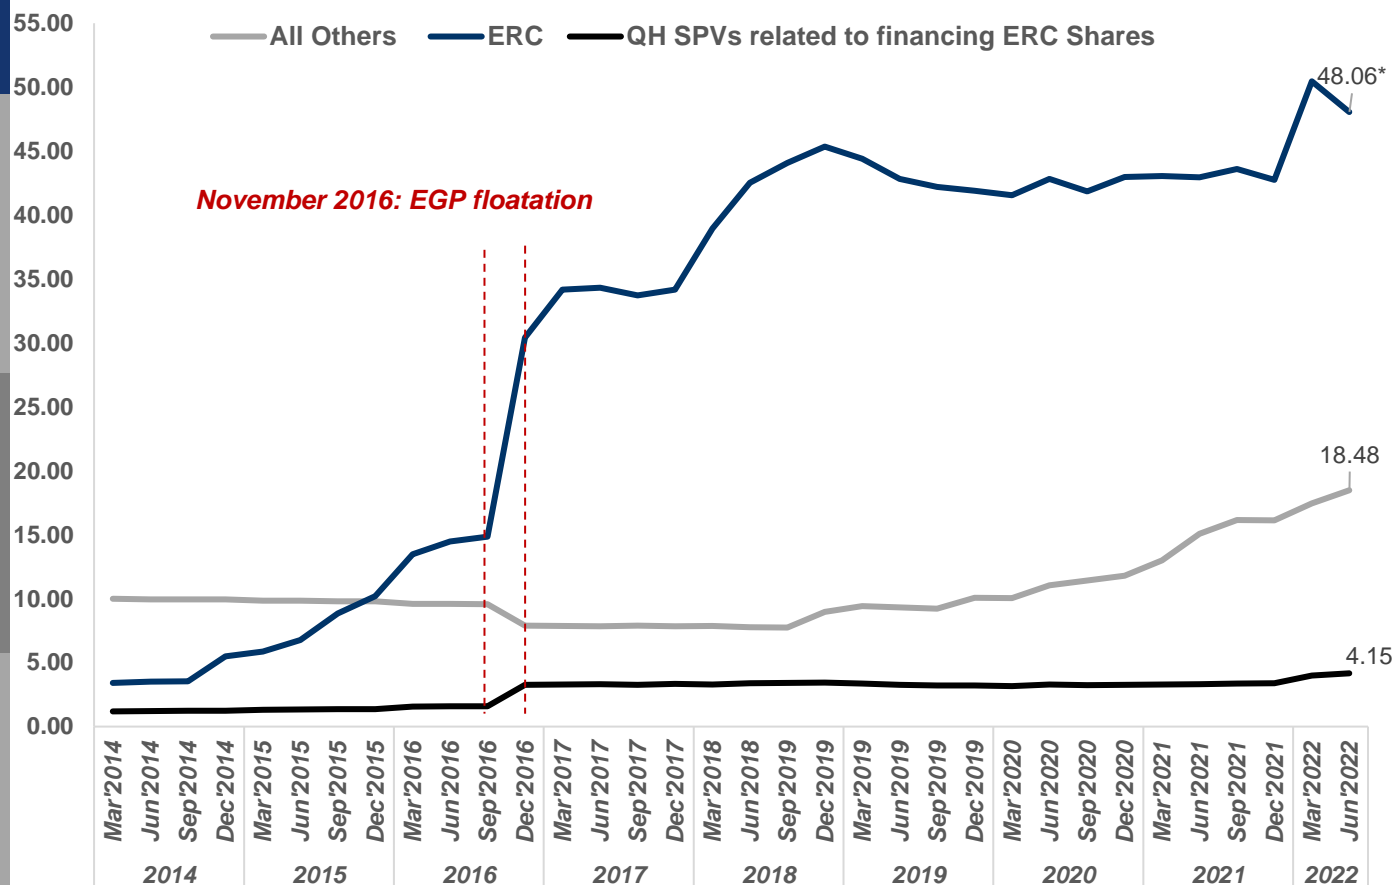 55.00
50.00
45.00
40.00
35.00
30.00
25.00
20.00
15.00
10.00
5.00
0.00
All Others ERC QH SPVs related to financing ERC Shares
48.06*
November 2016: EGP floatation
18.48
4.15
Mar'2014
Jun'2014
Sep'2014
Dec'2014
Mar'2015
Jun'2015
Sep'2015
Dec'2015
Mar'2016
Jun'2016
Sep'2016
Dec'2016
Mar'2017
Jun'2017
Sep'2017
Dec'2017
Mar'2018
Jun'2018
Sep'2019
Dec'2019
Mar'2019
Jun'2019
Sep'2019
Dec'2019
Mar'2020
Jun'2020
Sep'2020
Dec'2020
Mar'2021
Jun'2021
Sep'2021
Dec'2021
Mar'2022
Jun'2022
2014 2015 2016 2017 2018 2019 2020 2021 2022